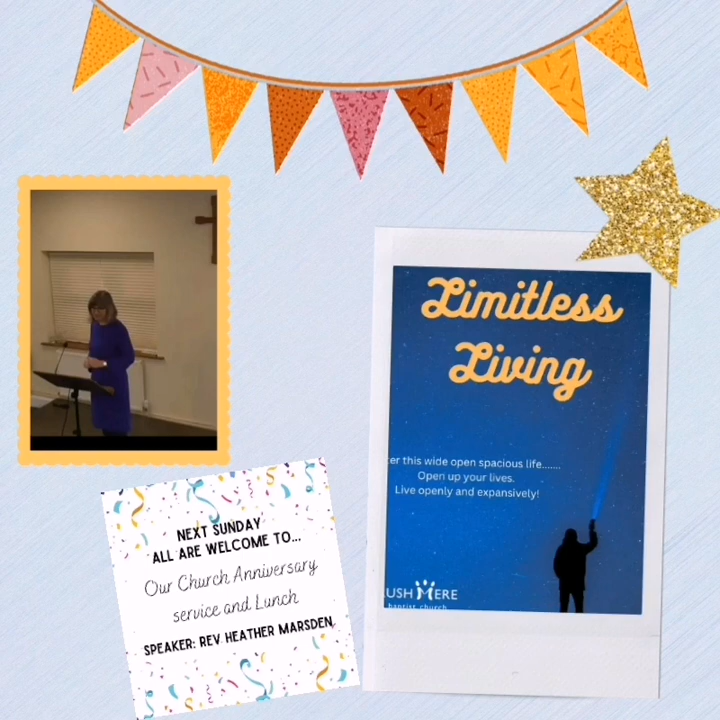 Limitless
Living
er this wide open spacious life.......
Open up your lives.
Live openly and expansively!
USH MERE
baptist church
NEXT SUNDAY
ALL ARE WELCOME TO...
Our Church Anniversary
service and Lunch
SPEAKER: REV HEATHER MARSDEN